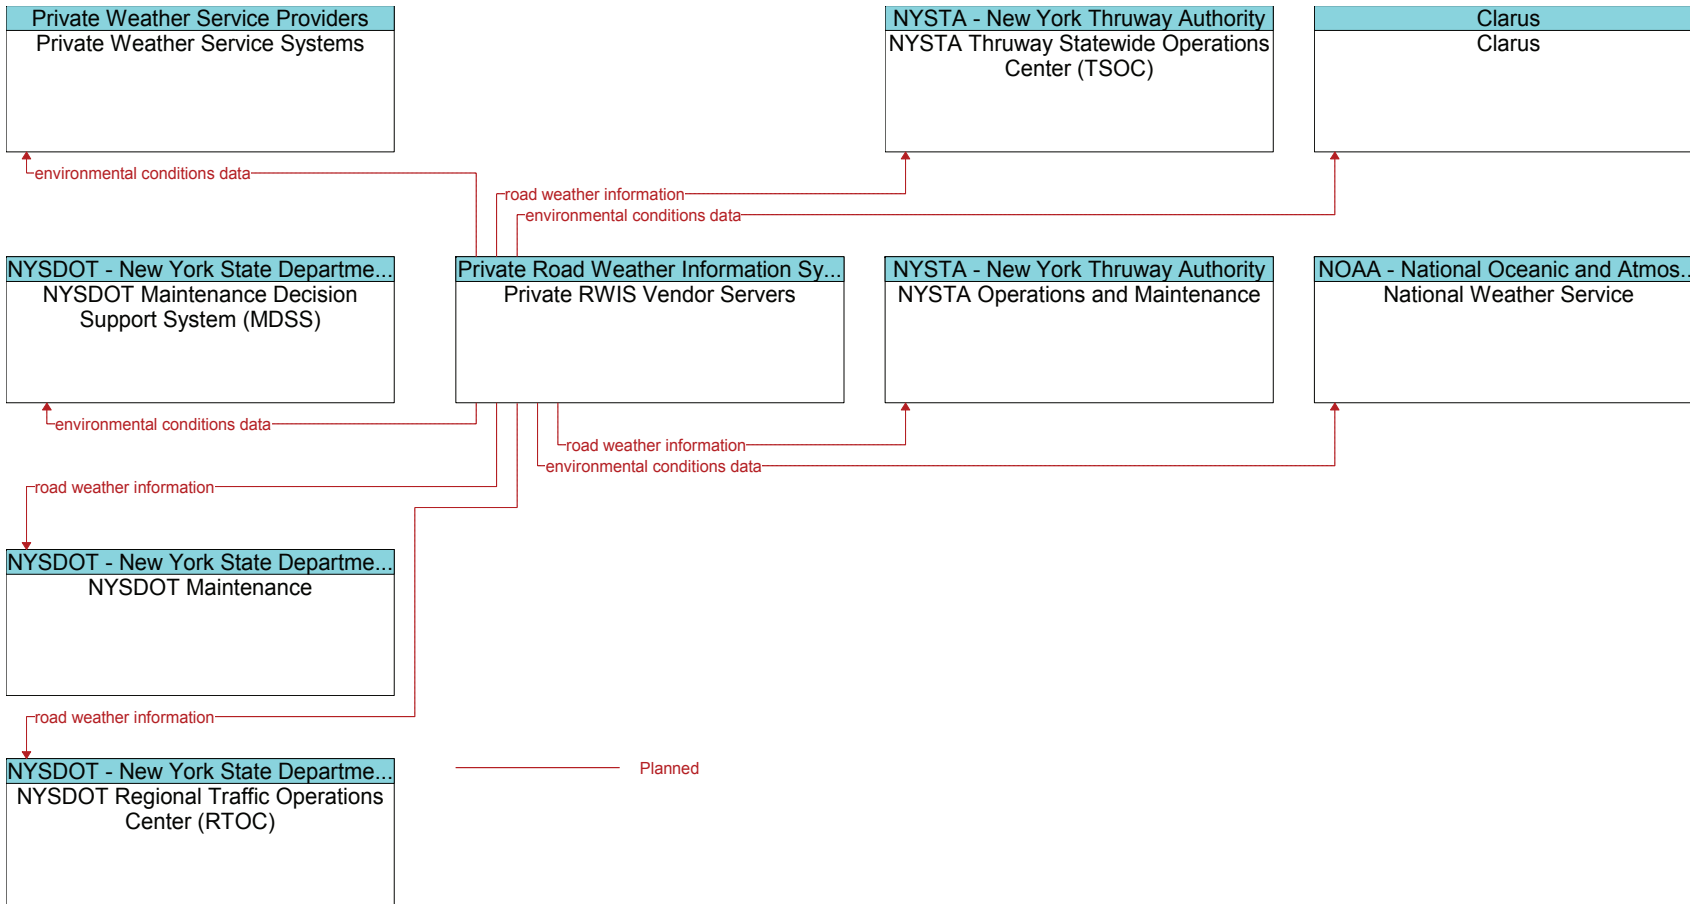 Private Weather Service Providers
Private Weather Service Systems
NYSTA - New York Thruway Authority
NYSTA Thruway Statewide Operations
Center (TSOC)
Clarus
Clarus
environmental conditions data
road weather information
environmental conditions data
NYSDOT - New York State Departme...
NYSDOT Maintenance Decision
Support System (MDSS)
Private Road Weather Information Sy...
Private RWIS Vendor Servers
NYSTA - New York Thruway Authority
NYSTA Operations and Maintenance
NOAA - National Oceanic and Atmos...
National Weather Service
environmental conditions data
road weather information
environmental conditions data
road weather information
NYSDOT - New York State Departme...
NYSDOT Maintenance
road weather information
NYSDOT - New York State Departme...
NYSDOT Regional Traffic Operations
Center (RTOC)
Planned